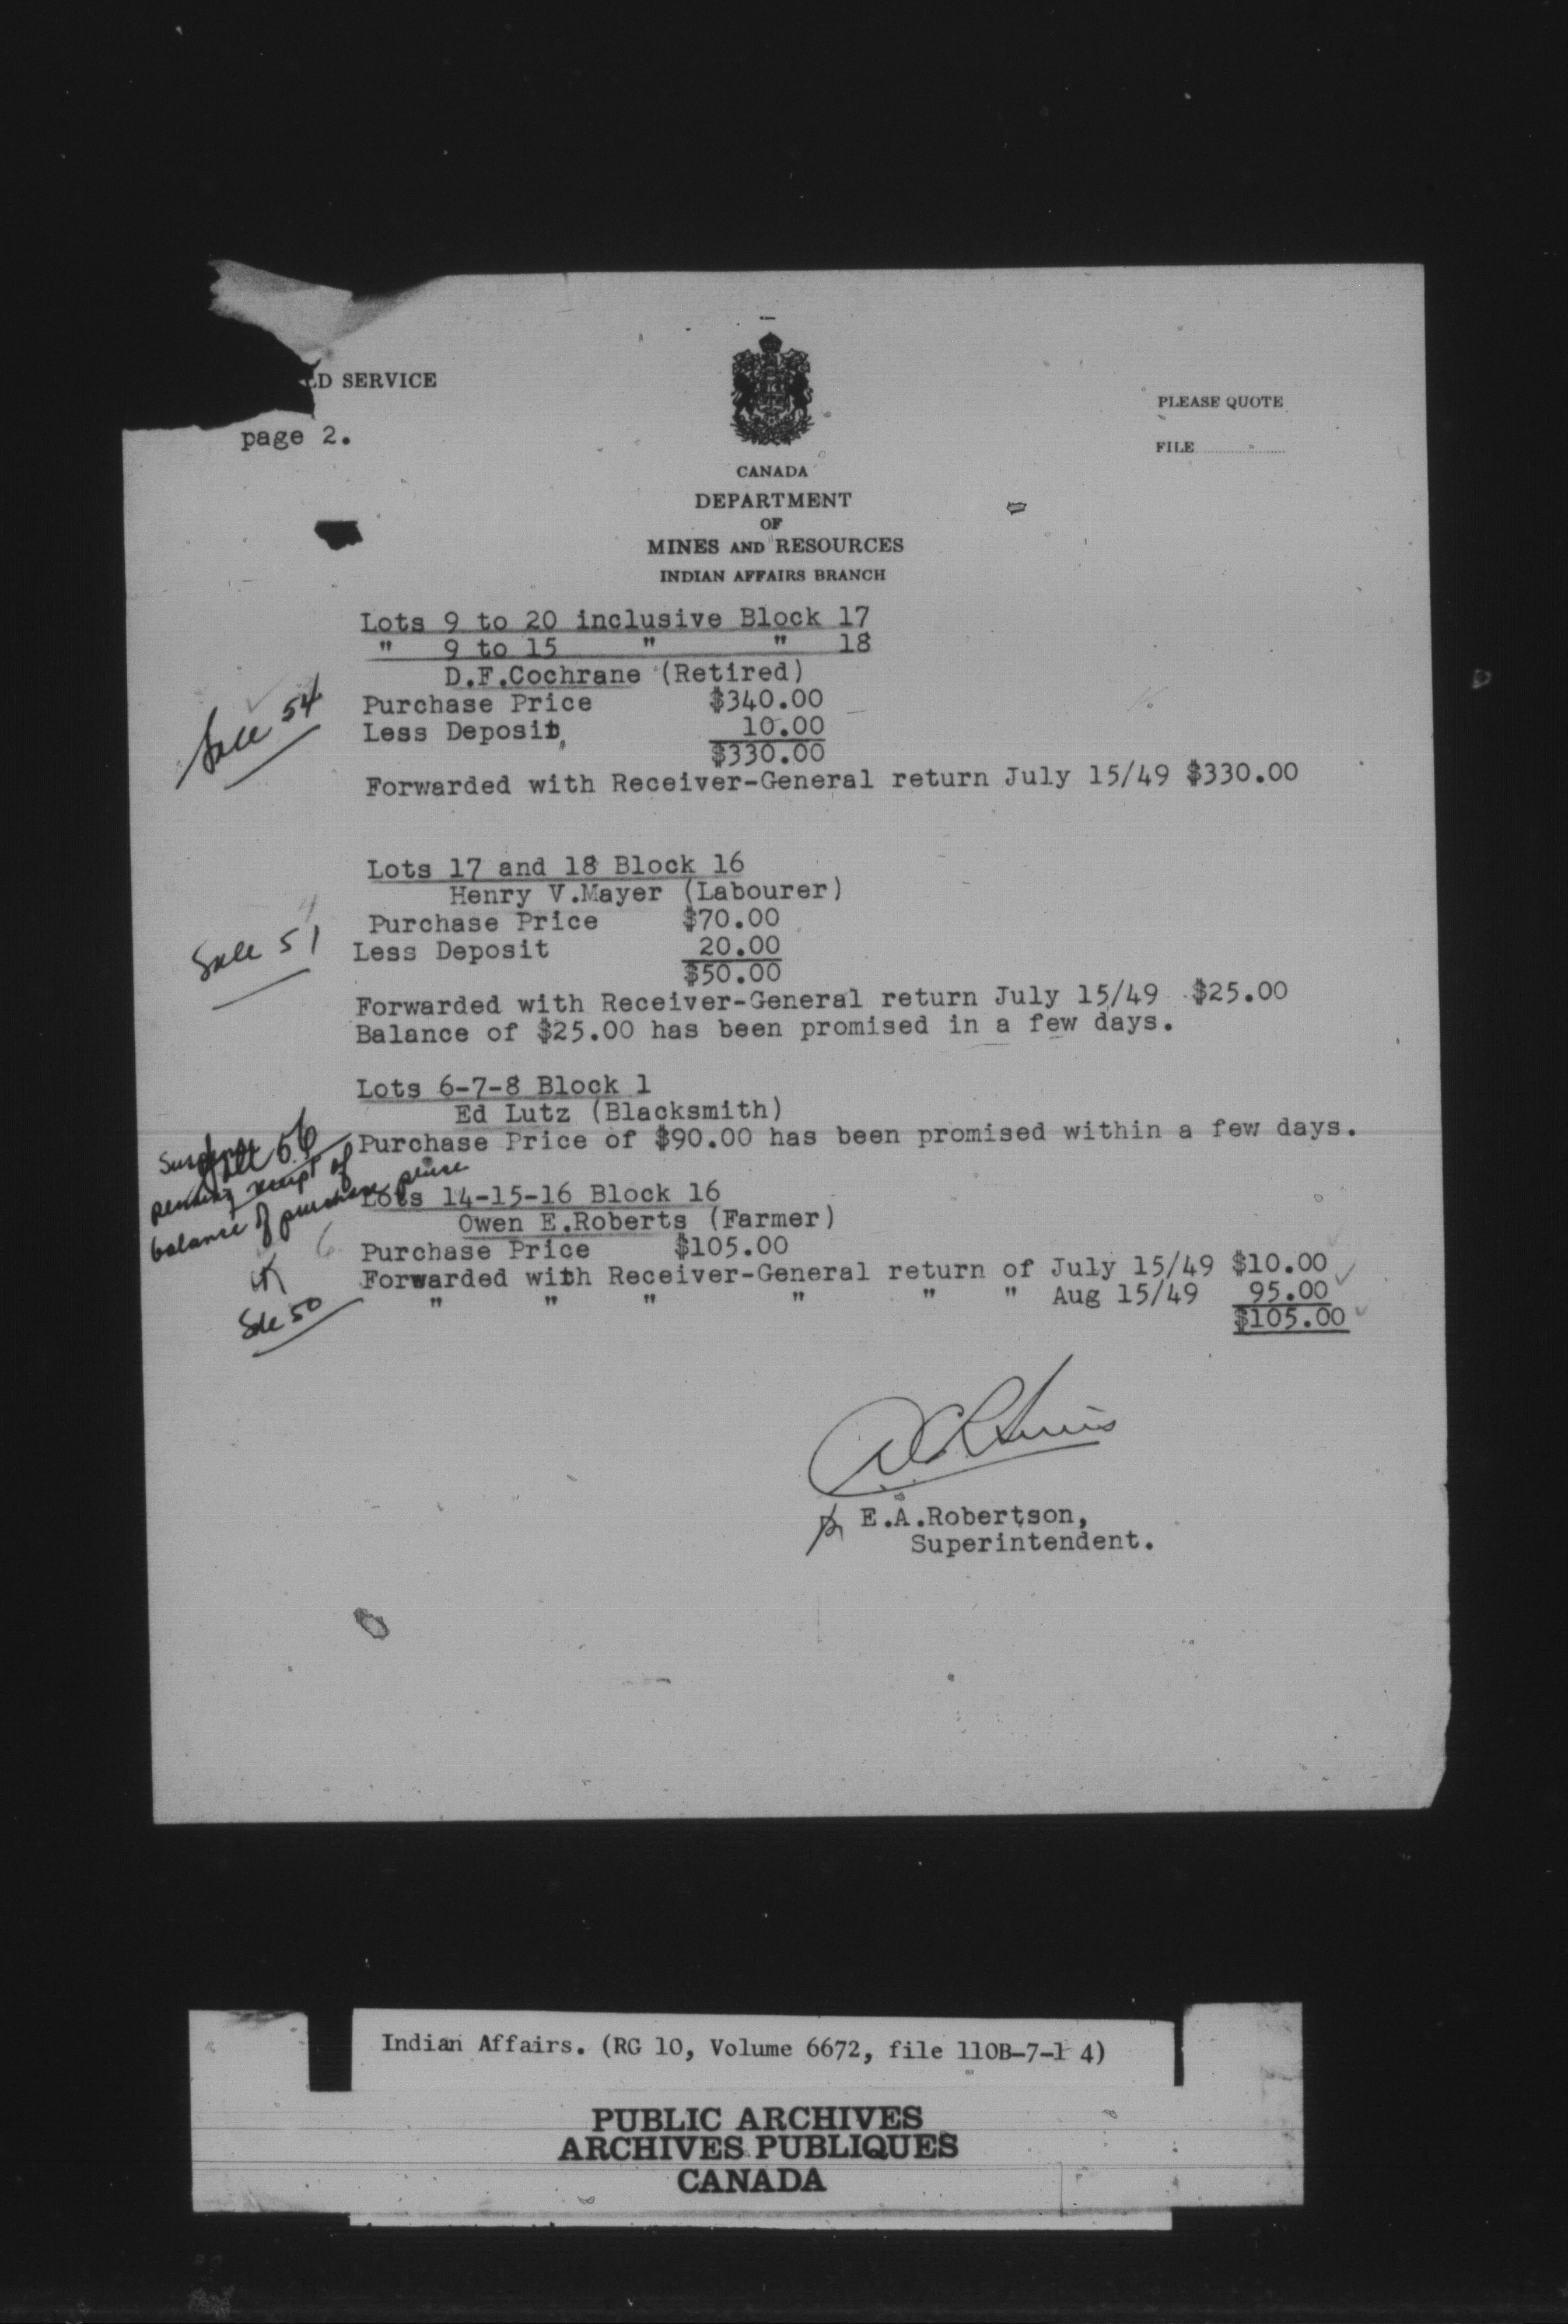 LD SERVICE
page 2.
PLEASE QUOTE
FILE
CANADA
DEPARTMENT
OF
MINES AND RESOURCES
INDIAN AFFAIRS BRANCH
Lots 9 to 20 inclusive Block 17
" 9 to 15 " " 18
D.F.Cochrane (Retired)
Sale 54
Purchase Price $340.00
Less Deposit, 10.00
$330.00
Forwarded with Receiver-General return July 15/49 $330.00
Lots 17 and 18 Block 16
Henry V.Mayer (Labourer)
4
Purchase Price $70.00
Sale 51
Less Deposit 20.00
$50.00
Forwarded with Receiver-General return July 15/49 $25.00
Balance of $25.00 has been promised in a few days.
Lots 6-7-8 Block 1
Ed Lutz (Blacksmith)
Sale 56
Purchase Price of $90.00 has been promised within a few days.
Suspense
pending receipt of
balance of purchase price
Lots 14-15-16 Block 16
Owen E.Roberts (Farmer)
6
Purchase Price $105.00
Forwarded with Receiver-General return of July 15/49 $10.00
" " " " " " Aug 15/49 95.00
Sale 50
$105.00
E.A.Robertson,
Superintendent.
Indian Affairs. (RG 10, Volume 6672, file 110B-7-1 4)
PUBLIC ARCHIVES
ARCHIVES PUBLIQUES
CANADA